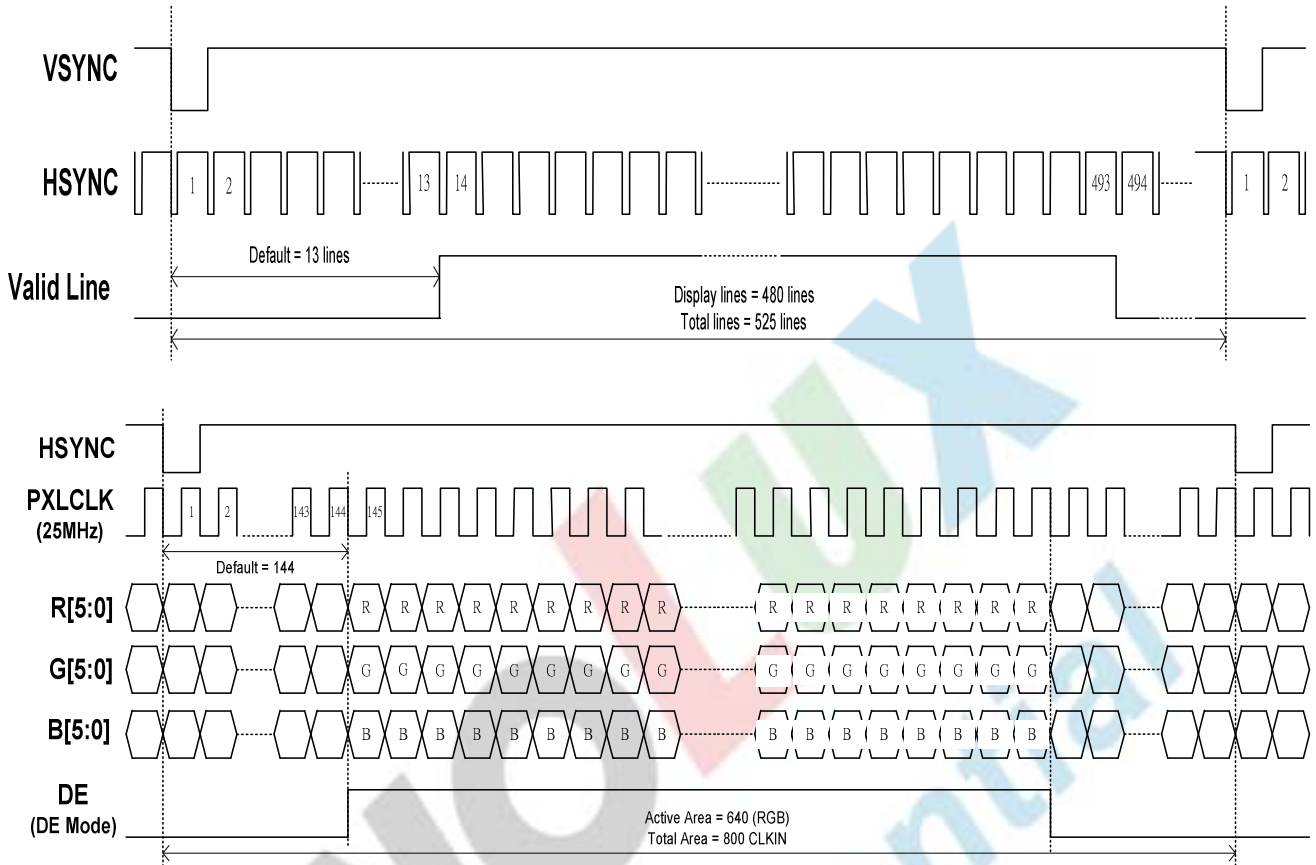 VSYNC
HSYNC
1 2 13 14 493 494 1 2
Default = 13 lines
Valid Line
Display lines = 480 lines
Total lines = 525 lines
HSYNC
PXLCLK
(25MHz)
1 2 143 144 145
Default = 144
R[5:0]
R R R R R R R R R R R R R R R R R
G[5:0]
G G G G G G G G G G G G G G G G G
B[5:0]
B B B B B B B B B B B B B B B B B
DE
(DE Mode)
Active Area = 640 (RGB)
Total Area = 800 CLKIN
NOLUX
ntial